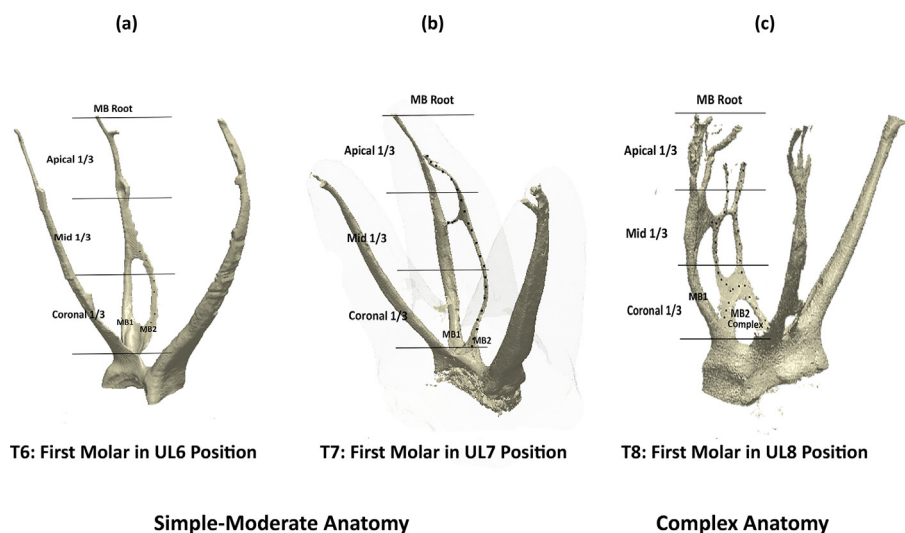 (a)
(b)
(c)
MB Root
Apical 1/3
Mid 1/3
Coronal 1/3
MB1
MB2
MB Root
Apical 1/3
Mid 1/3
Coronal 1/3
MB1
MB2
MB Root
Apical 1/3
Mid 1/3
Coronal 1/3
MB1
MB2
Complex
T6: First Molar in UL6 Position
T7: First Molar in UL7 Position
T8: First Molar in UL8 Position
Simple-Moderate Anatomy
Complex Anatomy